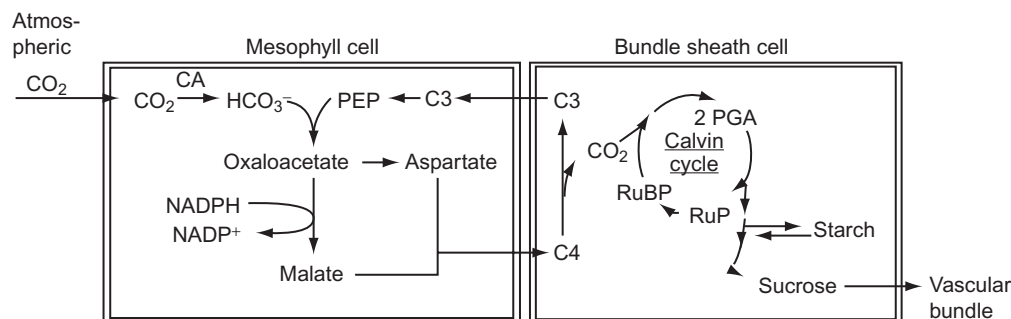 Atmos-
pheric
Mesophyll cell
Bundle sheath cell
CO₂
CO₂
CA
HCO₃⁻
PEP
C3
C3
2 PGA
CO₂
Calvin
cycle
Oxaloacetate
Aspartate
RuBP
RuP
NADPH
NADP⁺
Starch
C4
Malate
Sucrose
Vascular
bundle